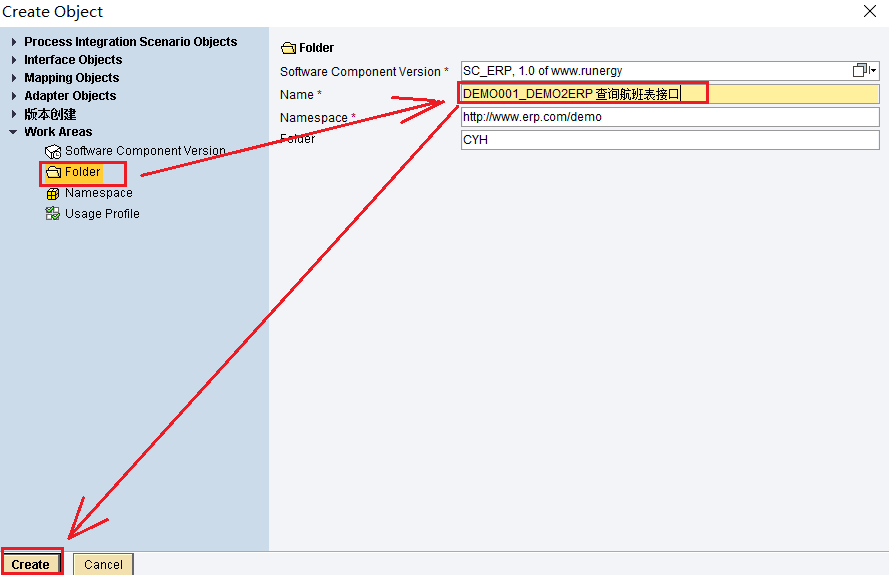 Create Object
Process Integration Scenario Objects
Interface Objects
Mapping Objects
Adapter Objects
版本创建
Work Areas
Software Component Version
Folder
Namespace
Usage Profile
Folder
Software Component Version * SC_ERP, 1.0 of www.runergy
Name * DEMO001_DEMO2ERP 查询航班表接口
Namespace * http://www.erp.com/demo
Folder CYH
Create Cancel